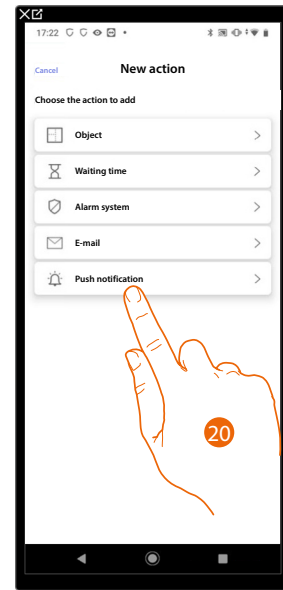 17:22
Cancel New action
Choose the action to add
Object
Waiting time
Alarm system
E-mail
Push notification
20